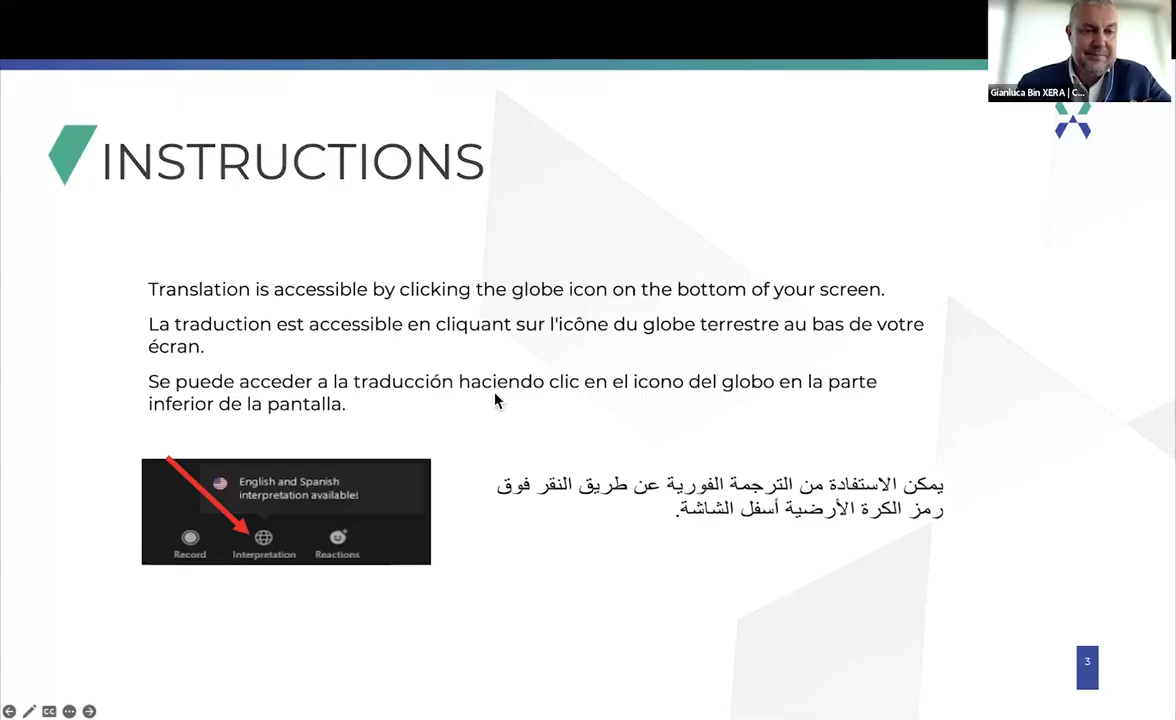 Gianluca Bin XERA | C...
INSTRUCTIONS
Translation is accessible by clicking the globe icon on the bottom of your screen.
La traduction est accessible en cliquant sur l'icône du globe terrestre au bas de votre
écran.
Se puede acceder a la traducción haciendo clic en el icono del globo en la parte
inferior de la pantalla.
English and Spanish
interpretation available!
Record Interpretation Reactions
يمكن الاستفادة من الترجمة الفورية عن طريق النقر فوق
رمز الكرة الأرضية أسفل الشاشة.
3
CC